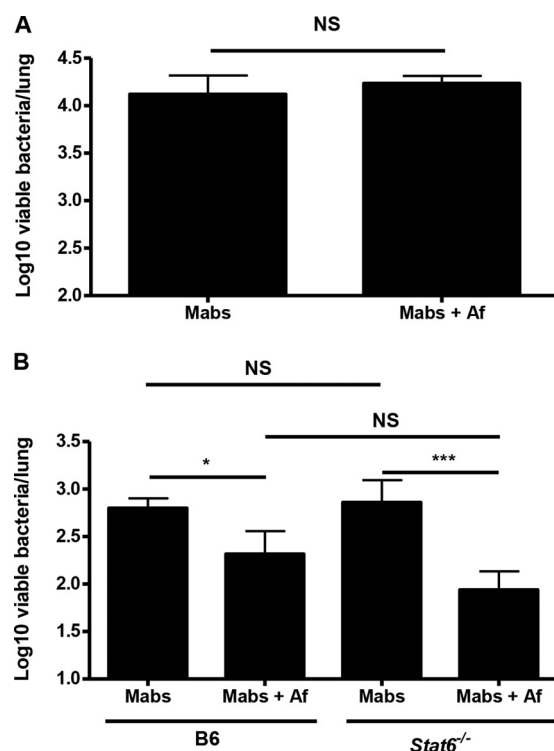 A
NS
Log10 viable bacteria/lung
4.5
4.0
3.5
3.0
2.5
2.0
Mabs Mabs + Af
B
NS
NS
* ***
Log10 viable bacteria/lung
3.5
3.0
2.5
2.0
1.5
1.0
Mabs Mabs + Af Mabs Mabs + Af
B6 Stat6-/-